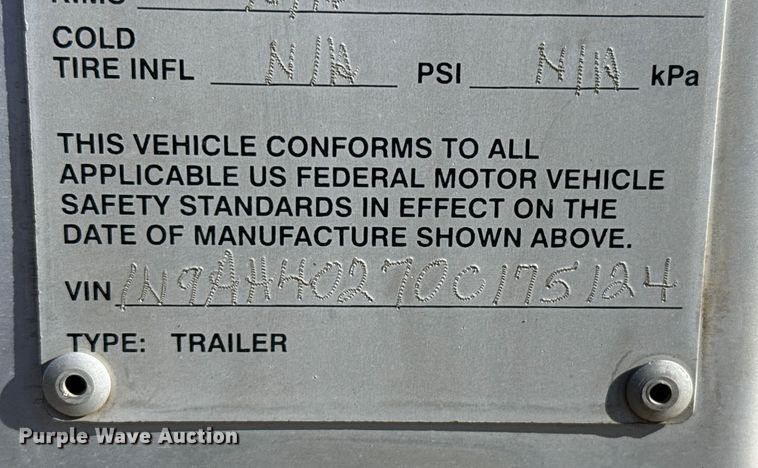 COLD
TIRE INFL N/A PSI N/A kPa
THIS VEHICLE CONFORMS TO ALL
APPLICABLE US FEDERAL MOTOR VEHICLE
SAFETY STANDARDS IN EFFECT ON THE
DATE OF MANUFACTURE SHOWN ABOVE.
VIN 1N9AH40270C175124
TYPE: TRAILER
Purple Wave Auction